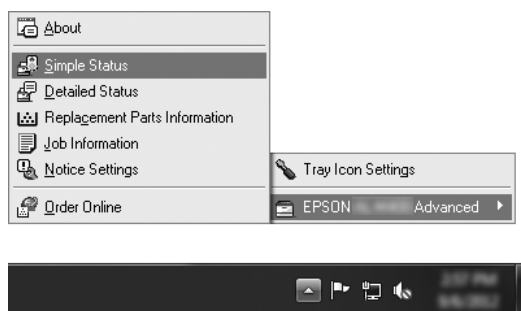 About
Simple Status
Detailed Status
Replacement Parts Information
Job Information
Notice Settings
Order Online
Tray Icon Settings
EPSON Advanced